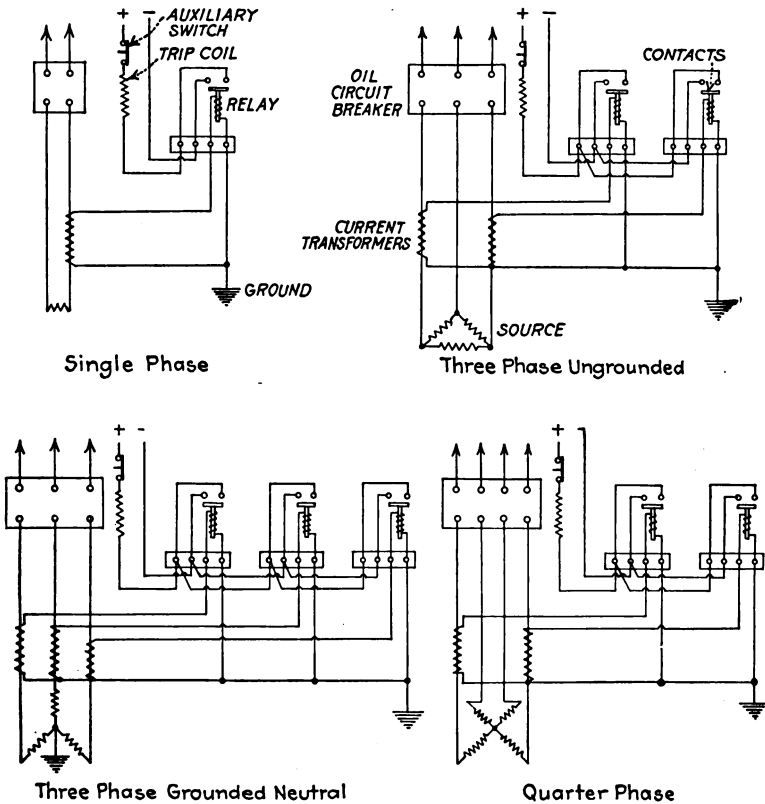 + −
AUXILIARY
SWITCH
TRIP COIL
RELAY
GROUND
Single Phase
+ −
OIL
CIRCUIT
BREAKER
CONTACTS
CURRENT
TRANSFORMERS
SOURCE
Three Phase Ungrounded
+ −
Three Phase Grounded Neutral
+ −
Quarter Phase